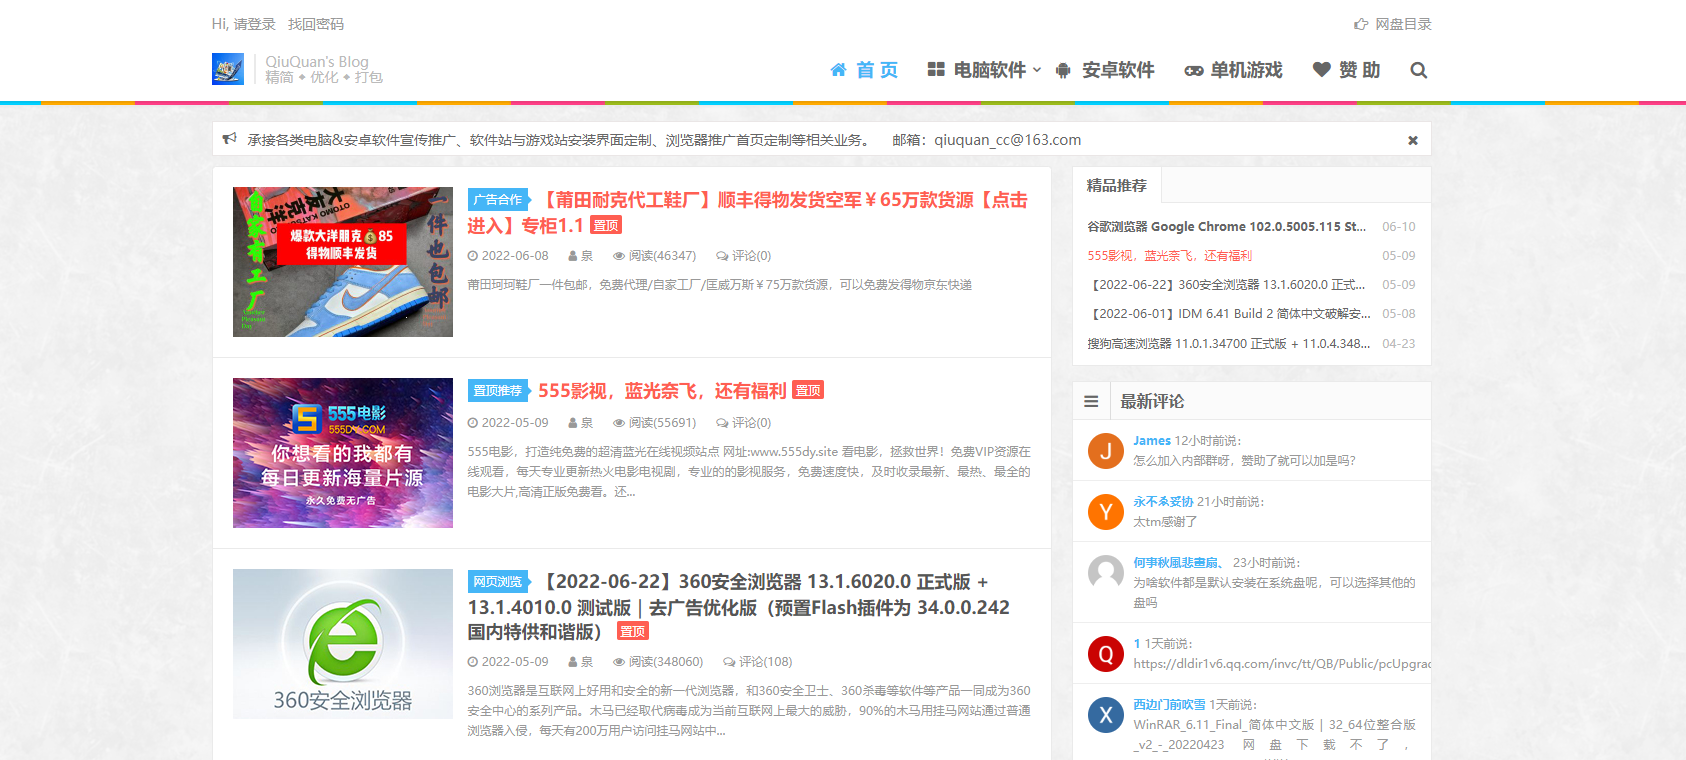 Hi, 请登录 找回密码
网盘目录
QiuQuan's Blog
精简 ✦ 优化 ✦ 打包
首 页 电脑软件 安卓软件 单机游戏 赞 助
承接各类电脑&安卓软件宣传推广、软件站与游戏站安装界面定制、浏览器推广首页定制等相关业务。 邮箱：qiuquan_cc@163.com
自家有工厂
OTOMO KATSU
爆款大洋朋克💰85
得物顺丰发货
一件也包邮
Another
Pleasant
Day
广告合作 【莆田耐克代工鞋厂】顺丰得物发货空军￥65万款货源【点击
进入】专柜1.1 置顶
2022-06-08 泉 阅读(46347) 评论(0)
莆田珂珂鞋厂一件包邮，免费代理/自家工厂/匡威万斯￥75万款货源，可以免费发得物京东快递
555电影
555DY.COM
你想看的我都有
每日更新海量片源
永久免费无广告
置顶推荐 555影视，蓝光奈飞，还有福利 置顶
2022-05-09 泉 阅读(55691) 评论(0)
555电影，打造纯免费的超清蓝光在线视频站点 网址:www.555dy.site 看电影，拯救世界！免费VIP资源在
线观看，每天专业更新热火电影电视剧，专业的的影视服务，免费速度快，及时收录最新、最热、最全的
电影大片,高清正版免费看。还...
360安全浏览器
网页浏览 【2022-06-22】360安全浏览器 13.1.6020.0 正式版 +
13.1.4010.0 测试版 | 去广告优化版（预置Flash插件为 34.0.0.242
国内特供和谐版） 置顶
2022-05-09 泉 阅读(348060) 评论(108)
360浏览器是互联网上好用和安全的新一代浏览器，和360安全卫士、360杀毒等软件等产品一同成为360
安全中心的系列产品。木马已经取代病毒成为当前互联网上最大的威胁，90%的木马用挂马网站通过普通
浏览器入侵，每天有200万用户访问挂马网站中...
精品推荐
谷歌浏览器 Google Chrome 102.0.5005.115 St... 06-10
555影视，蓝光奈飞，还有福利 05-09
【2022-06-22】360安全浏览器 13.1.6020.0 正式... 05-09
【2022-06-01】IDM 6.41 Build 2 简体中文破解安... 05-08
搜狗高速浏览器 11.0.1.34700 正式版 + 11.0.4.348... 04-23
最新评论
J
James 12小时前说：
怎么加入内部群呀，赞助了就可以加是吗？
Y
永不ゑ妥协 21小时前说：
太tm感谢了
何事秋風悲畫扇、 23小时前说：
为啥软件都是默认安装在系统盘呢，可以选择其他的
盘吗
Q
1 1天前说：
https://dldir1v6.qq.com/invc/tt/QB/Public/pcUpgrad
X
西边门前吹雪 1天前说：
WinRAR_6.11_Final_简体中文版 | 32_64位整合版
_v2_-_20220423 网 盘 下 载 不 了 ，